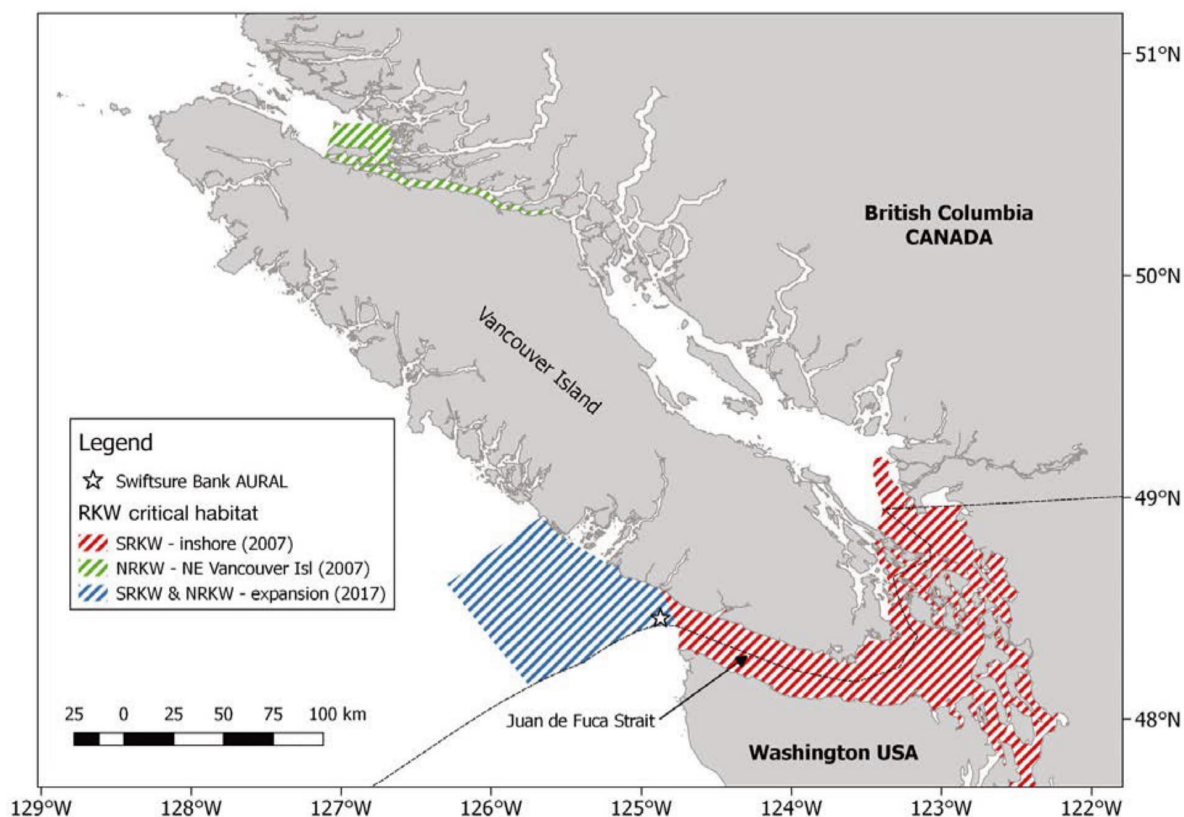 51°N
British Columbia
CANADA
50°N
Vancouver Island
Legend
Swiftsure Bank AURAL
RKW critical habitat
SRKW - inshore (2007)
NRKW - NE Vancouver Isl (2007)
SRKW & NRKW - expansion (2017)
49°N
25 0 25 50 75 100 km
Juan de Fuca Strait
48°N
Washington USA
129°W 128°W 127°W 126°W 125°W 124°W 123°W 122°W